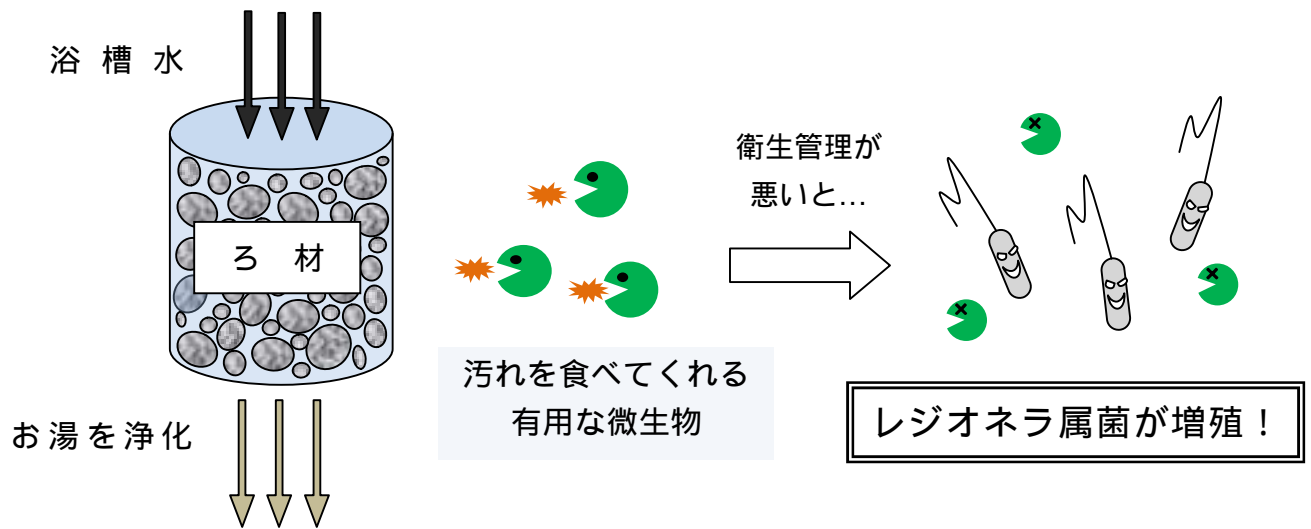 浴槽水
ろ材
お湯を浄化
汚れを食べてくれる
有用な微生物
衛生管理が
悪いと…
レジオネラ属菌が増殖！